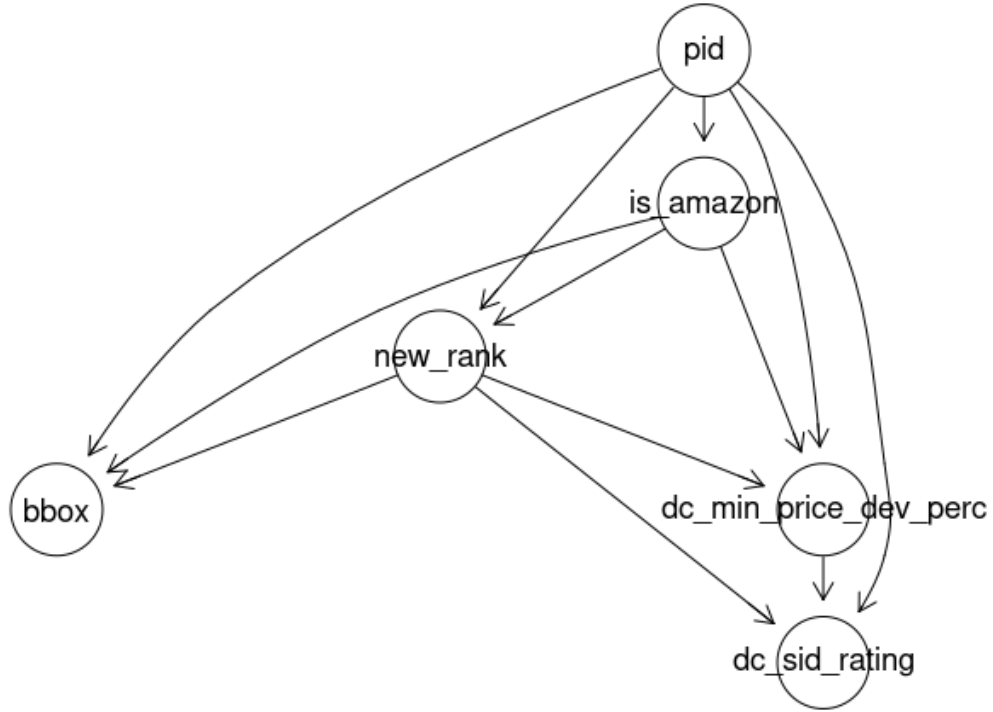 pid
is_amazon
new_rank
bbox
dc_min_price_dev_perc
dc_sid_rating